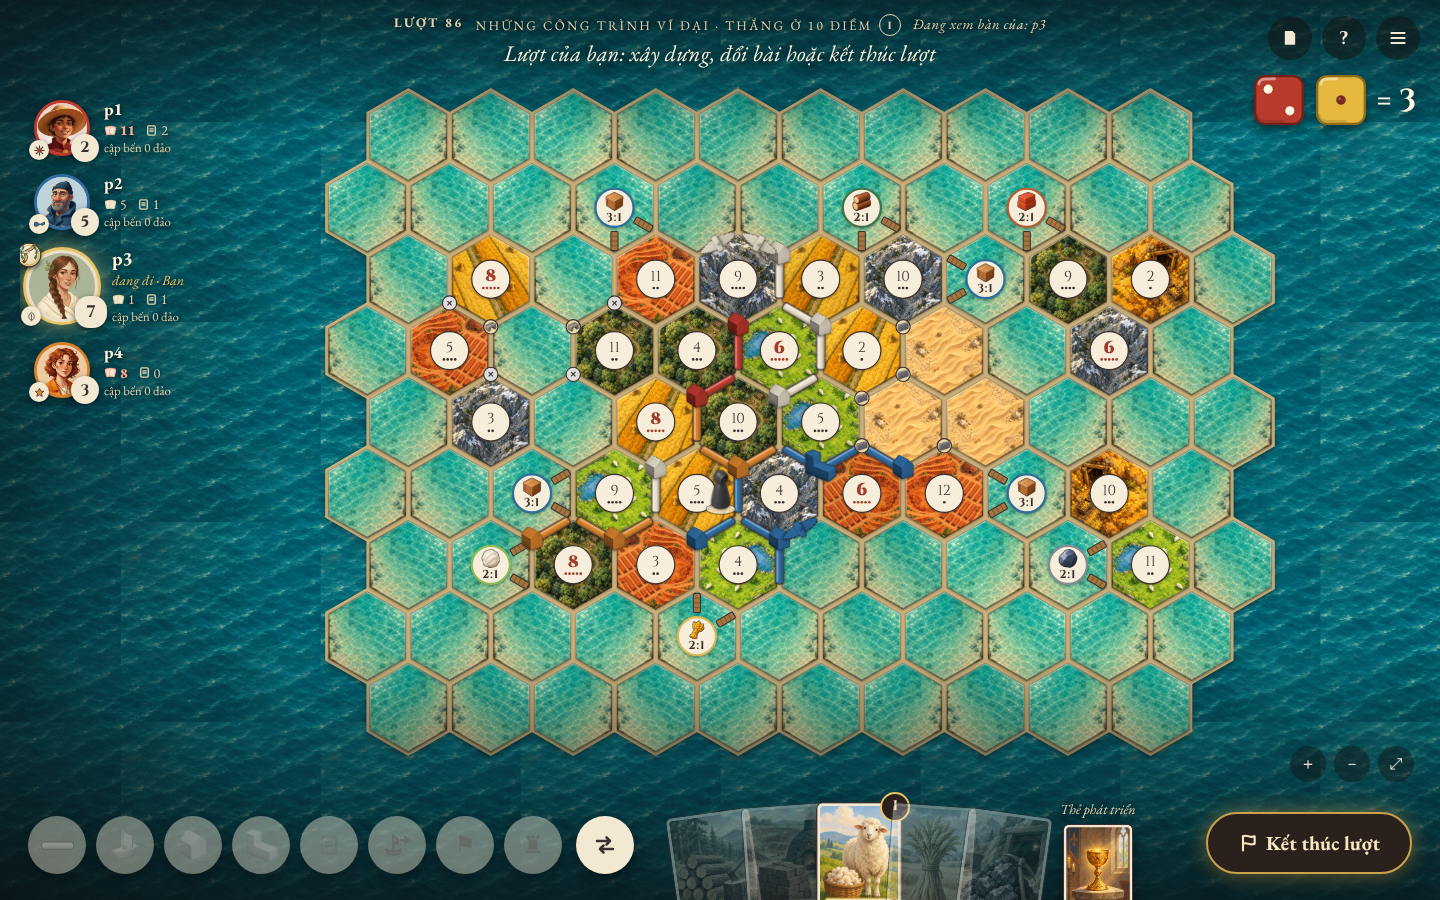 LƯỢT 86 NHỮNG CÔNG TRÌNH VĨ ĐẠI · THẮNG Ở 10 ĐIỂM i Đang xem bàn của: p3
Lượt của bạn: xây dựng, đổi bài hoặc kết thúc lượt
?
= 3
p1
11 2
cập bến 0 đảo
2
p2
5 1
cập bến 0 đảo
5
p3
đang đi · Bạn
1 1
cập bến 0 đảo
7
p4
8 0
cập bến 0 đảo
3
3:1 2:1 2:1
8 11 9 3 10 3:1 9 2
5 11 4 6 2 6
3 8 10 5
3:1 9 5 4 6 12 3:1 10
2:1 8 3 4 2:1 11
2:1
+ −
1
Thẻ phát triển
Kết thúc lượt